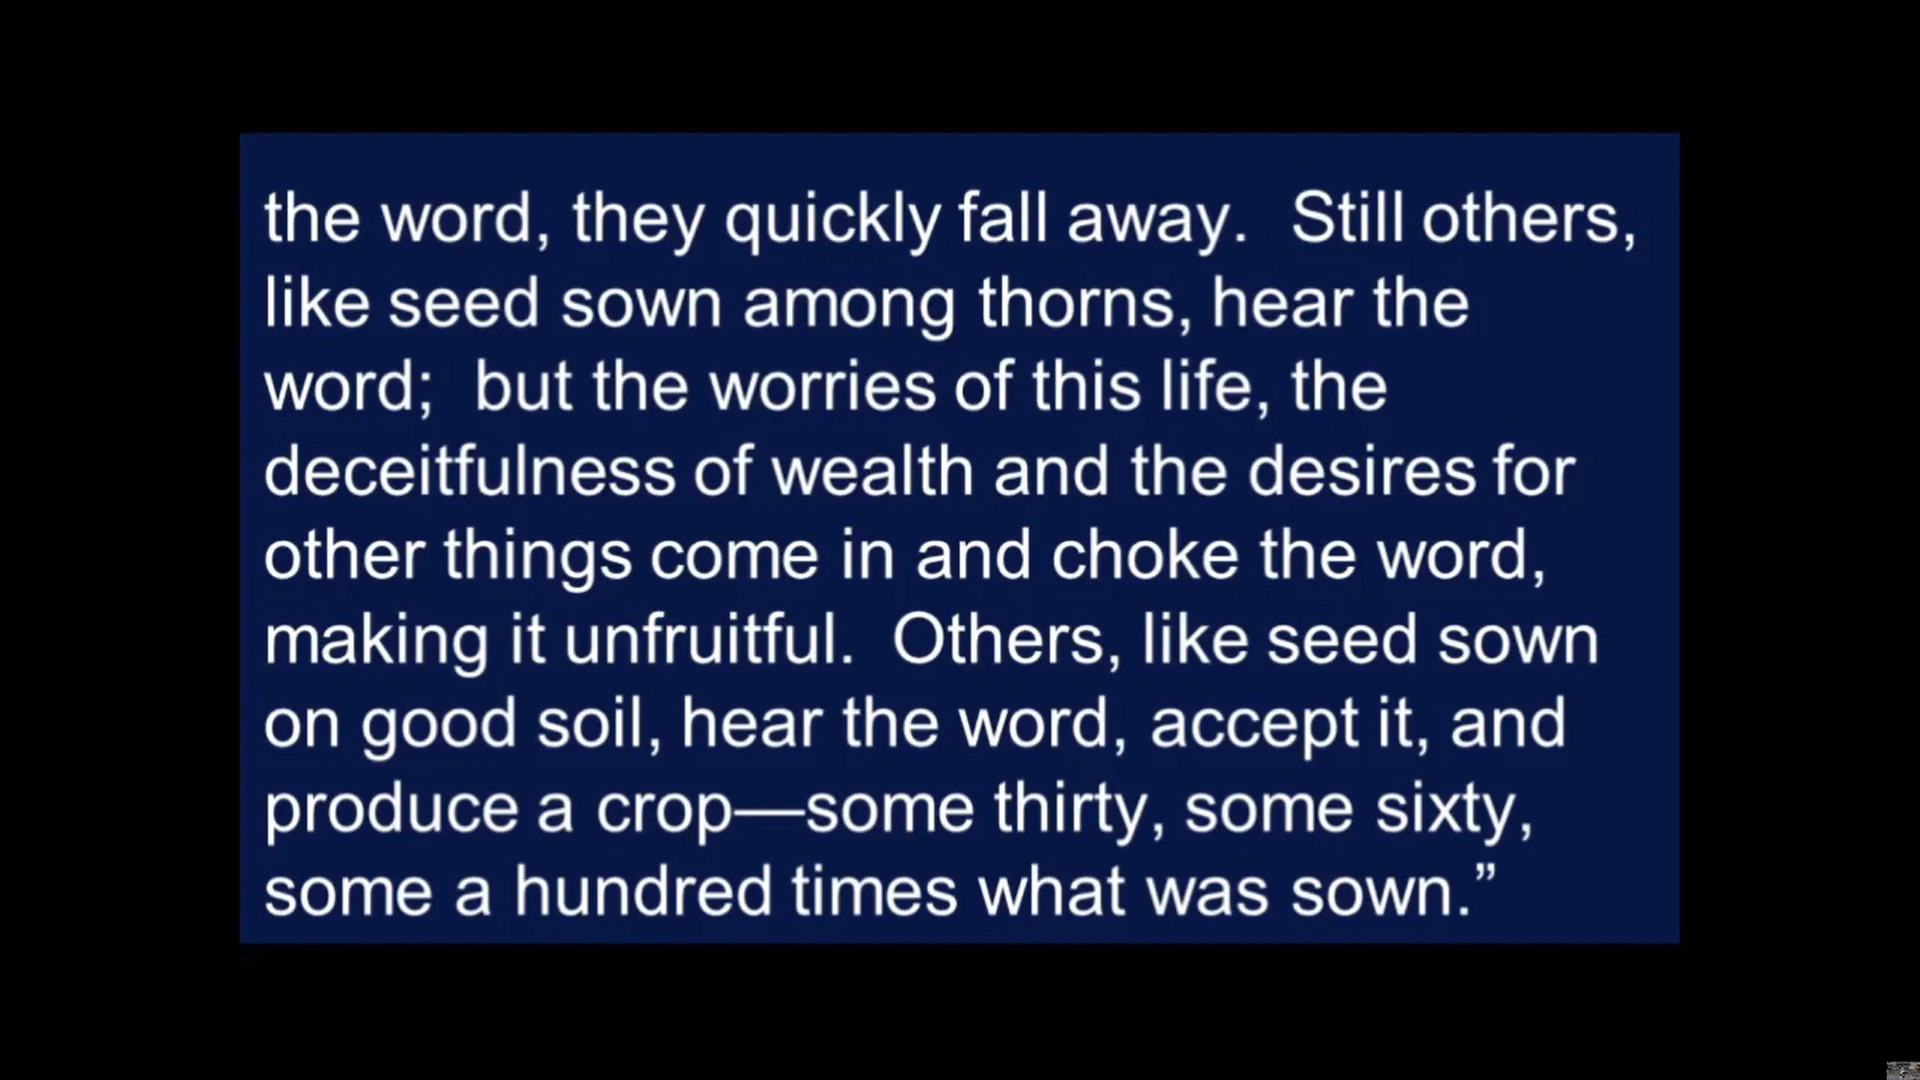 the word, they quickly fall away.  Still others,
like seed sown among thorns, hear the
word;  but the worries of this life, the
deceitfulness of wealth and the desires for
other things come in and choke the word,
making it unfruitful.  Others, like seed sown
on good soil, hear the word, accept it, and
produce a crop—some thirty, some sixty,
some a hundred times what was sown.”